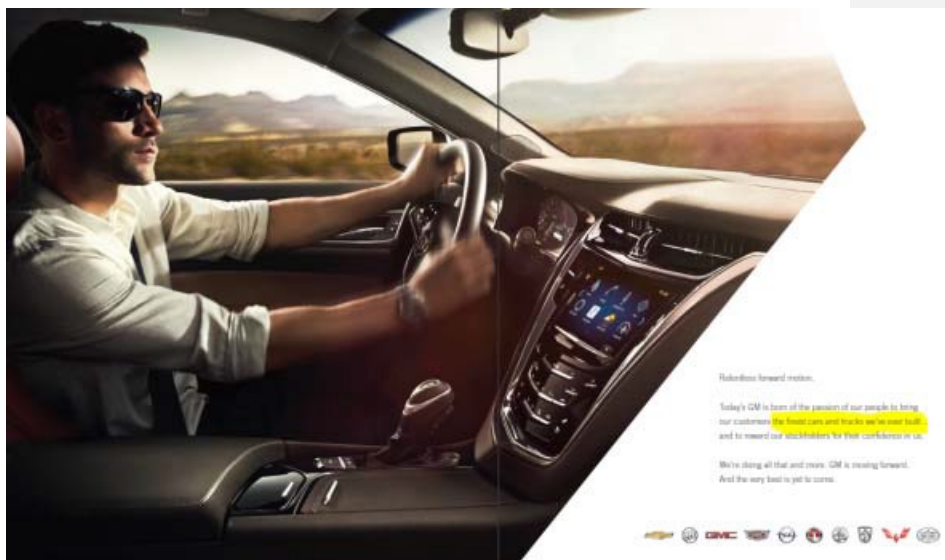 Relentless forward motion.
Today's GM is born of the passion of our people to bring
our customers the finest cars and trucks we've ever built...
and to reward our stockholders for their confidence in us.
We're doing all that and more. GM is moving forward.
And the very best is yet to come.
GMC